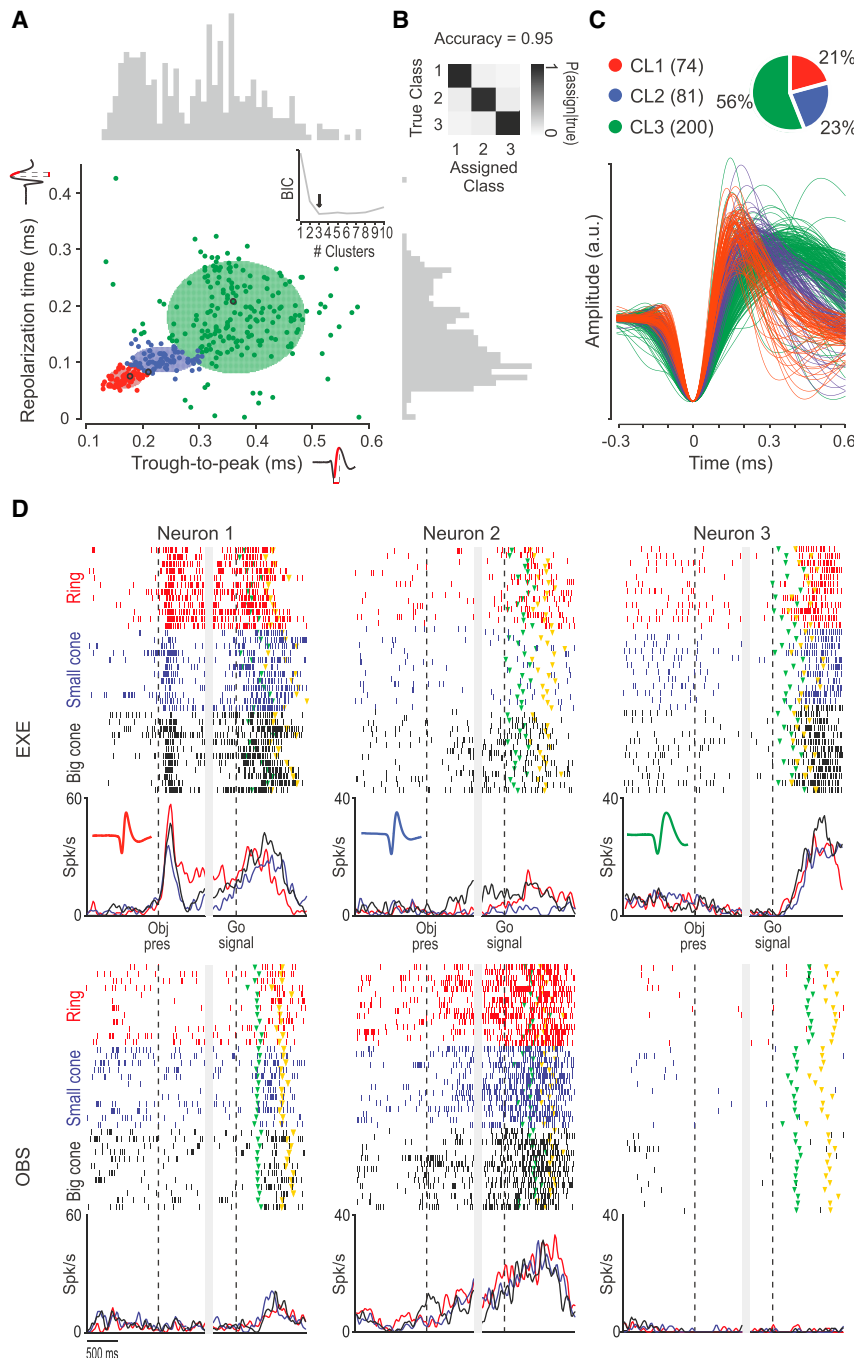 A
B
C
Accuracy = 0.95
True Class
1
2
3
1 2 3
Assigned
Class
1
0
P(assign|true)
CL1 (74)
CL2 (81)
CL3 (200)
21%
23%
56%
Repolarization time (ms)
0.4
0.3
0.2
0.1
0
0.1 0.2 0.3 0.4 0.5 0.6
Trough-to-peak (ms)
BIC
1 2 3 4 5 6 7 8 9 10
# Clusters
Amplitude (a.u.)
-0.3 0 0.3 0.6
Time (ms)
D
Neuron 1 Neuron 2 Neuron 3
EXE
Ring
Small cone
Big cone
60
Spk/s
0
40
Spk/s
0
40
Spk/s
0
Obj
pres
Go
signal
Obj
pres
Go
signal
Obj
pres
Go
signal
OBS
Ring
Small cone
Big cone
60
Spk/s
0
40
Spk/s
0
40
Spk/s
0
500 ms